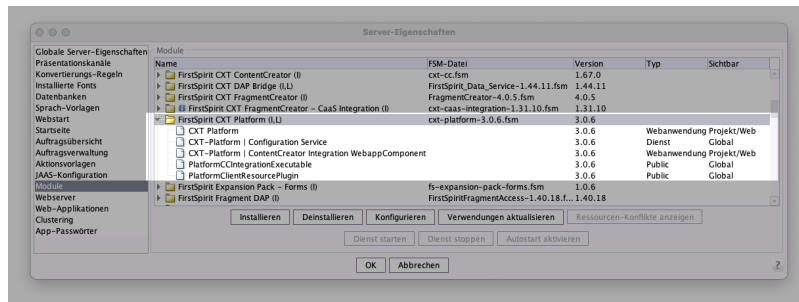 Server-Eigenschaften
Globale Server-Eigenschaften
Präsentationskanäle
Konvertierungs-Regeln
Installierte Fonts
Datenbanken
Sprach-Vorlagen
Webstart
Startseite
Auftragsübersicht
Auftragsverwaltung
Aktionsvorlagen
JAAS-Konfiguration
Module
Webserver
Web-Applikationen
Clustering
App-Passwörter
Module
Name FSM-Datei Version Typ Sichtbar
FirstSpirit CXT ContentCreator (I) cxt-cc.fsm 1.67.0
FirstSpirit CXT DAP Bridge (I,L) FirstSpirit_Data_Service-1.44.11.fsm 1.44.11
FirstSpirit CXT FragmentCreator (I) FragmentCreator-4.0.5.fsm 4.0.5
FirstSpirit CXT FragmentCreator - CaaS Integration (I) cxt-caas-integration-1.31.10.fsm 1.31.10
FirstSpirit CXT Platform (I,L) cxt-platform-3.0.6.fsm 3.0.6
CXT Platform 3.0.6 Webanwendung Projekt/Web
CXT-Platform | Configuration Service 3.0.6 Dienst Global
CXT-Platform | ContentCreator Integration WebappComponent 3.0.6 Webanwendung Projekt/Web
PlatformCCIntegrationExecutable 3.0.6 Public Global
PlatformClientResourcePlugin 3.0.6 Public Global
FirstSpirit Expansion Pack - Forms (I) fs-expansion-pack-forms.fsm 1.0.6
FirstSpirit Fragment DAP (I) FirstSpiritFragmentAccess-1.40.18.f... 1.40.18
Installieren Deinstallieren Konfigurieren Verwendungen aktualisieren Ressourcen-Konflikte anzeigen
Dienst starten Dienst stoppen Autostart aktivieren
OK Abbrechen ?